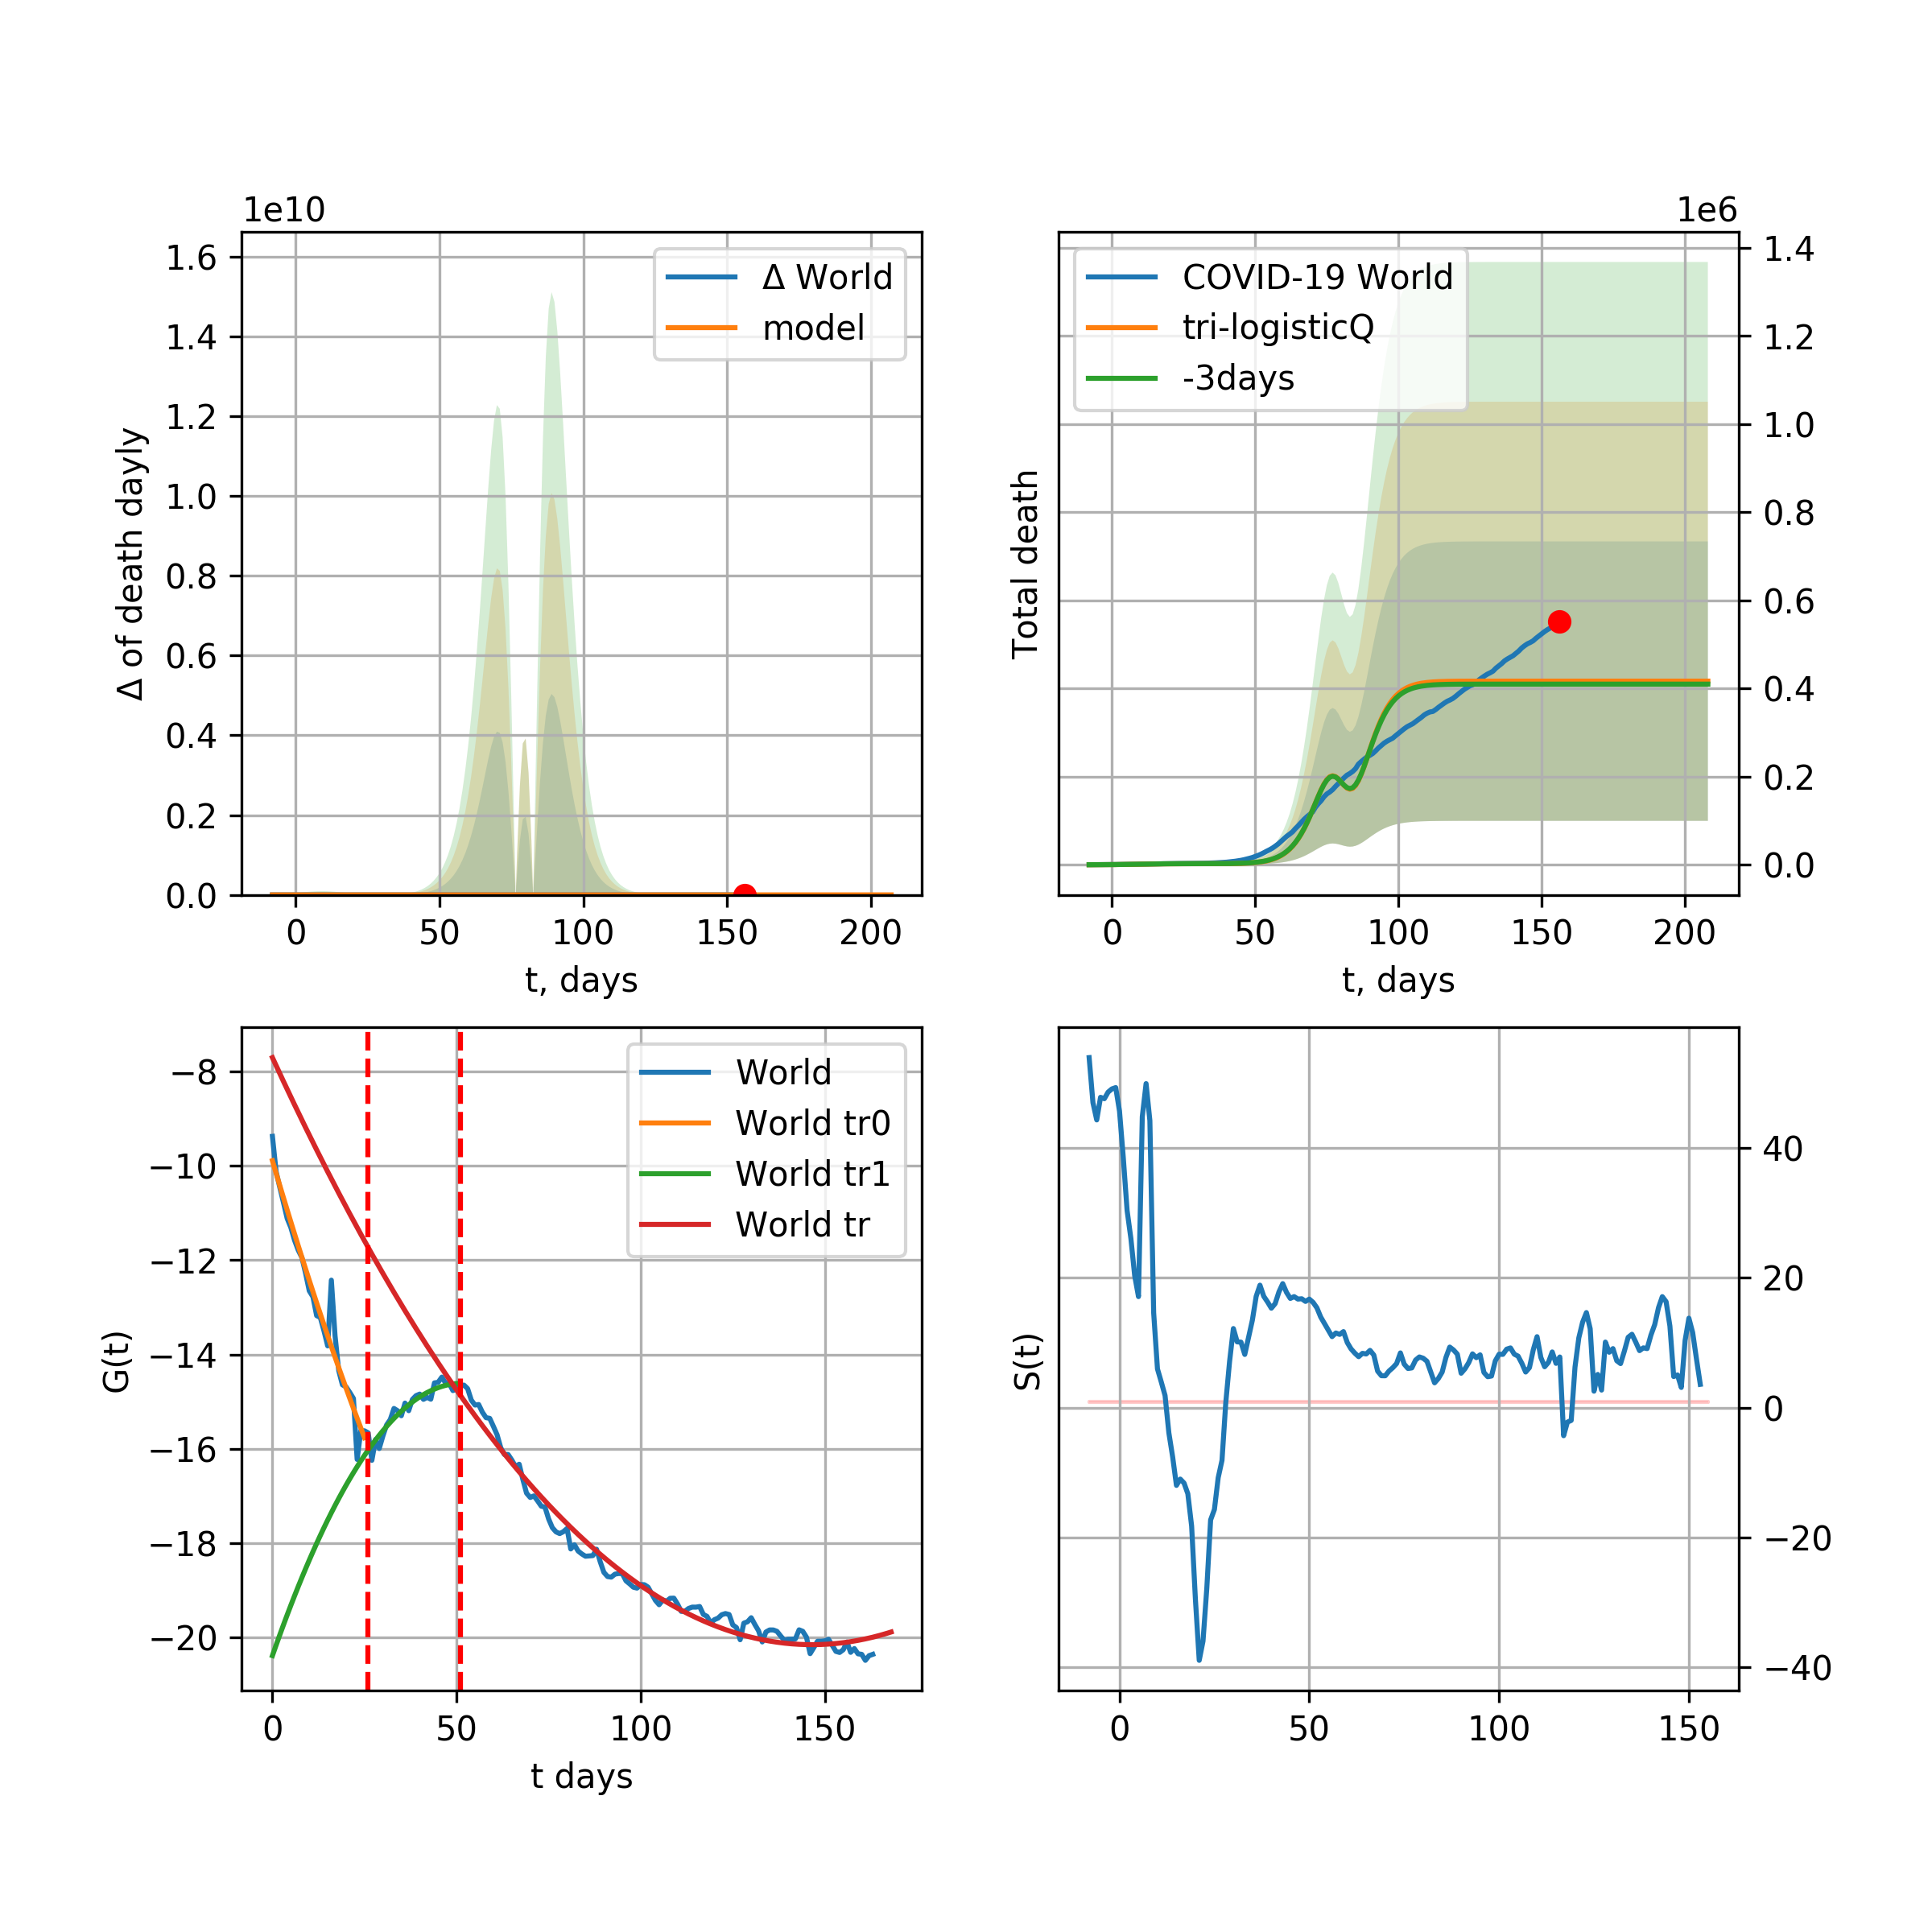 1e10
1.6
1.4
1.2
1.0
0.8
0.6
0.4
0.2
0.0
Δ of death dayly
Δ World
model
0 50 100 150 200
t, days
1e6
Total death
COVID-19 World
tri-logisticQ
-3days
1.4
1.2
1.0
0.8
0.6
0.4
0.2
0.0
0 50 100 150 200
t, days
−8
−10
−12
−14
−16
−18
−20
G(t)
World
World tr0
World tr1
World tr
0 50 100 150
t days
S(t)
40
20
0
−20
−40
0 50 100 150